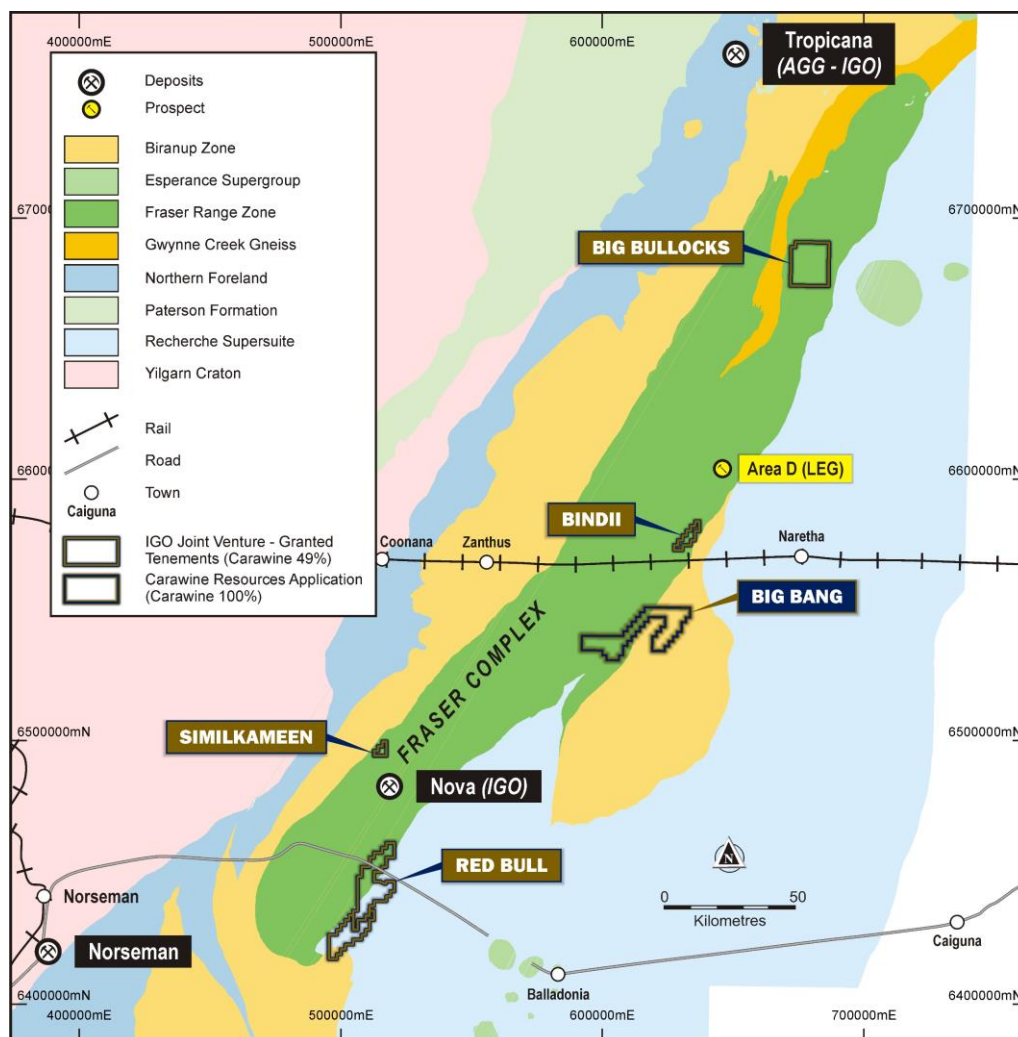 400000mE
500000mE
600000mE
Deposits
Prospect
Biranup Zone
Esperance Supergroup
Fraser Range Zone
Gwynne Creek Gneiss
Northern Foreland
Paterson Formation
Recherche Supersuite
Yilgarn Craton
Rail
Road
Town
Caiguna
IGO Joint Venture - Granted
Tenements (Carawine 49%)
Carawine Resources Application
(Carawine 100%)
Tropicana
(AGG - IGO)
6700000mN
6700000mN
BIG BULLOCKS
6600000mN
6600000mN
Area D (LEG)
BINDII
Coonana
Zanthus
Naretha
BIG BANG
FRASER COMPLEX
6500000mN
6500000mN
SIMILKAMEEN
Nova (IGO)
RED BULL
N
0
50
Kilometres
Norseman
Norseman
Caiguna
Balladonia
6400000mN
6400000mN
400000mE
500000mE
600000mE
700000mE